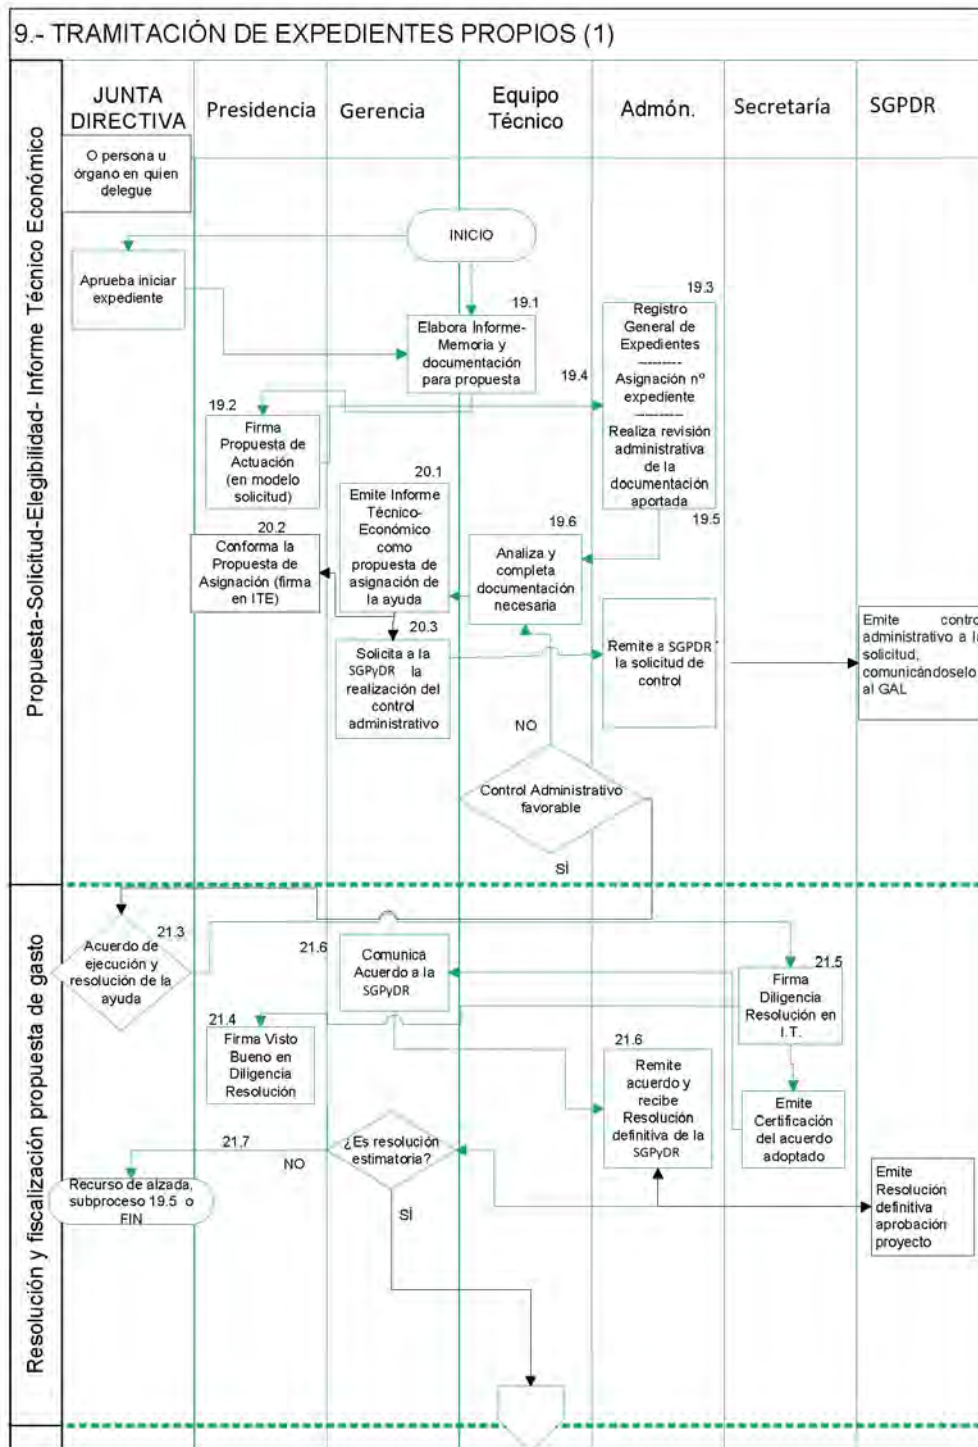 9.- TRAMITACIÓN DE EXPEDIENTES PROPIOS (1)
Propuesta-Solicitud-Elegibilidad- Informe Técnico Económico
JUNTA
DIRECTIVA
Presidencia
Gerencia
Equipo
Técnico
Admón.
Secretaría
SGPDR
O persona u
órgano en quien
delegue
INICIO
Aprueba iniciar
expediente
19.1
Elabora Informe-
Memoria y
documentación
para propuesta
19.3
Registro
General de
Expedientes
---------
Asignación nº
expediente
---------
Realiza revisión
administrativa
de la
documentación
aportada
19.4
19.2
Firma
Propuesta de
Actuación
(en modelo
solicitud)
20.1
Emite Informe
Técnico-
Económico
como
propuesta de
asignación de
la ayuda
19.5
19.6
Analiza y
completa
documentación
necesaria
20.2
Conforma la
Propuesta de
Asignación (firma
en ITE)
20.3
Solicita a la
SGPyDR la
realización del
control
administrativo
Remite a SGPDR
la solicitud de
control
Emite control
administrativo a la
solicitud,
comunicándoselo
al GAL
NO
Control Administrativo
favorable
SÍ
Resolución y fiscalización propuesta de gasto
21.3
Acuerdo de
ejecución y
resolución de la
ayuda
21.6
Comunica
Acuerdo a la
SGPyDR
21.5
Firma
Diligencia
Resolución en
I.T.
21.4
Firma Visto
Bueno en
Diligencia
Resolución
21.6
Remite
acuerdo y
recibe
Resolución
definitiva de la
SGPyDR
Emite
Certificación
del acuerdo
adoptado
21.7
NO
¿Es resolución
estimatoria?
SÍ
Recurso de alzada,
subproceso 19.5 o
FIN
Emite
Resolución
definitiva
aprobación
proyecto